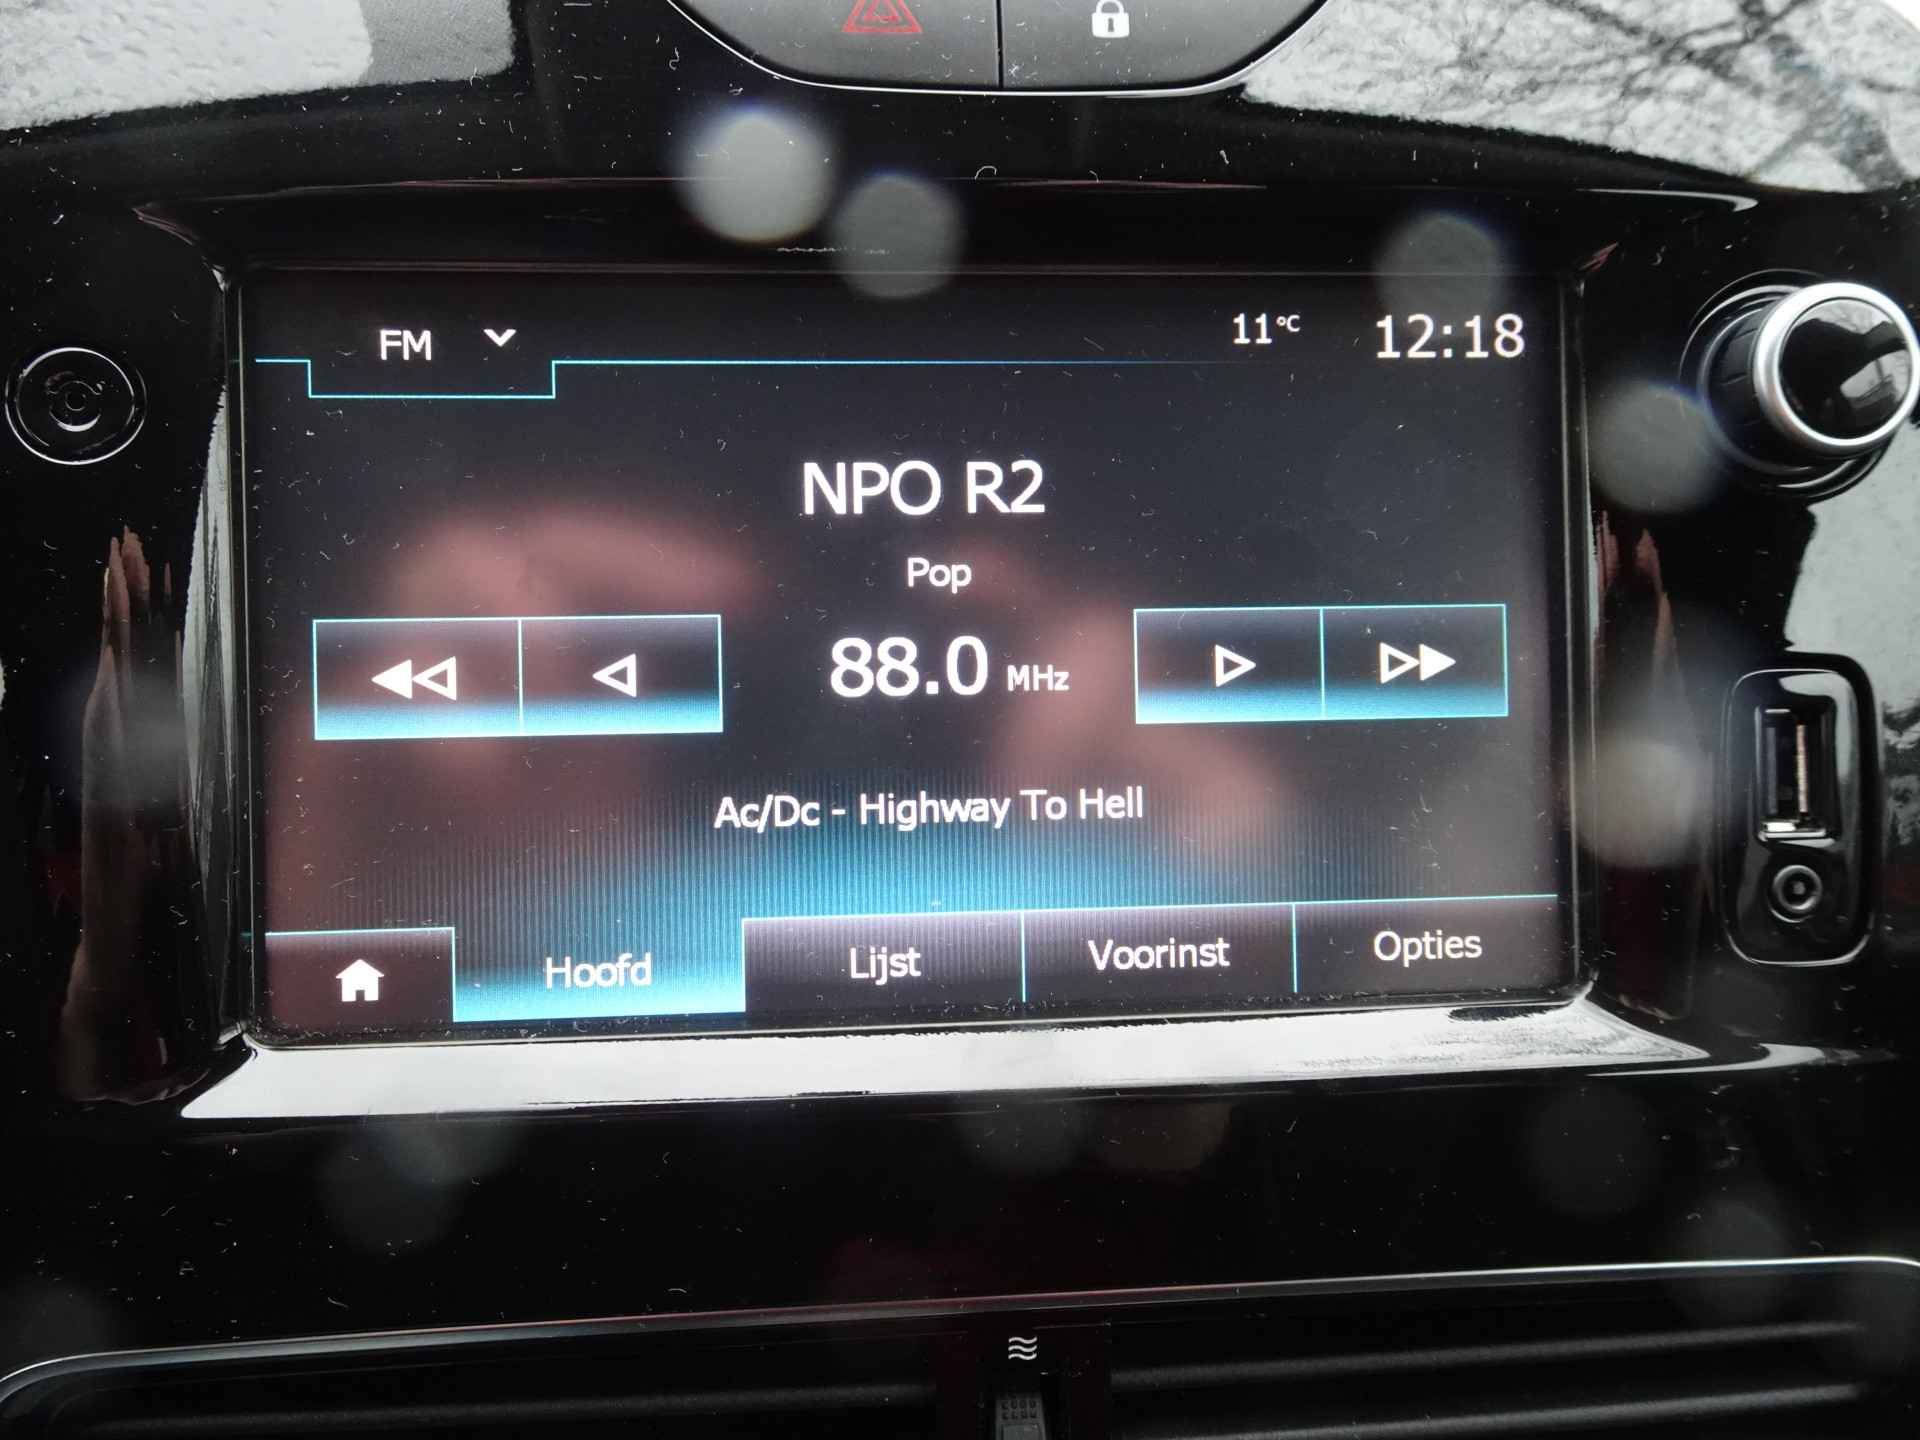 FM
11°C 12:18
NPO R2
Pop
88.0 MHz
Ac/Dc - Highway To Hell
Hoofd Lijst Voorinst Opties